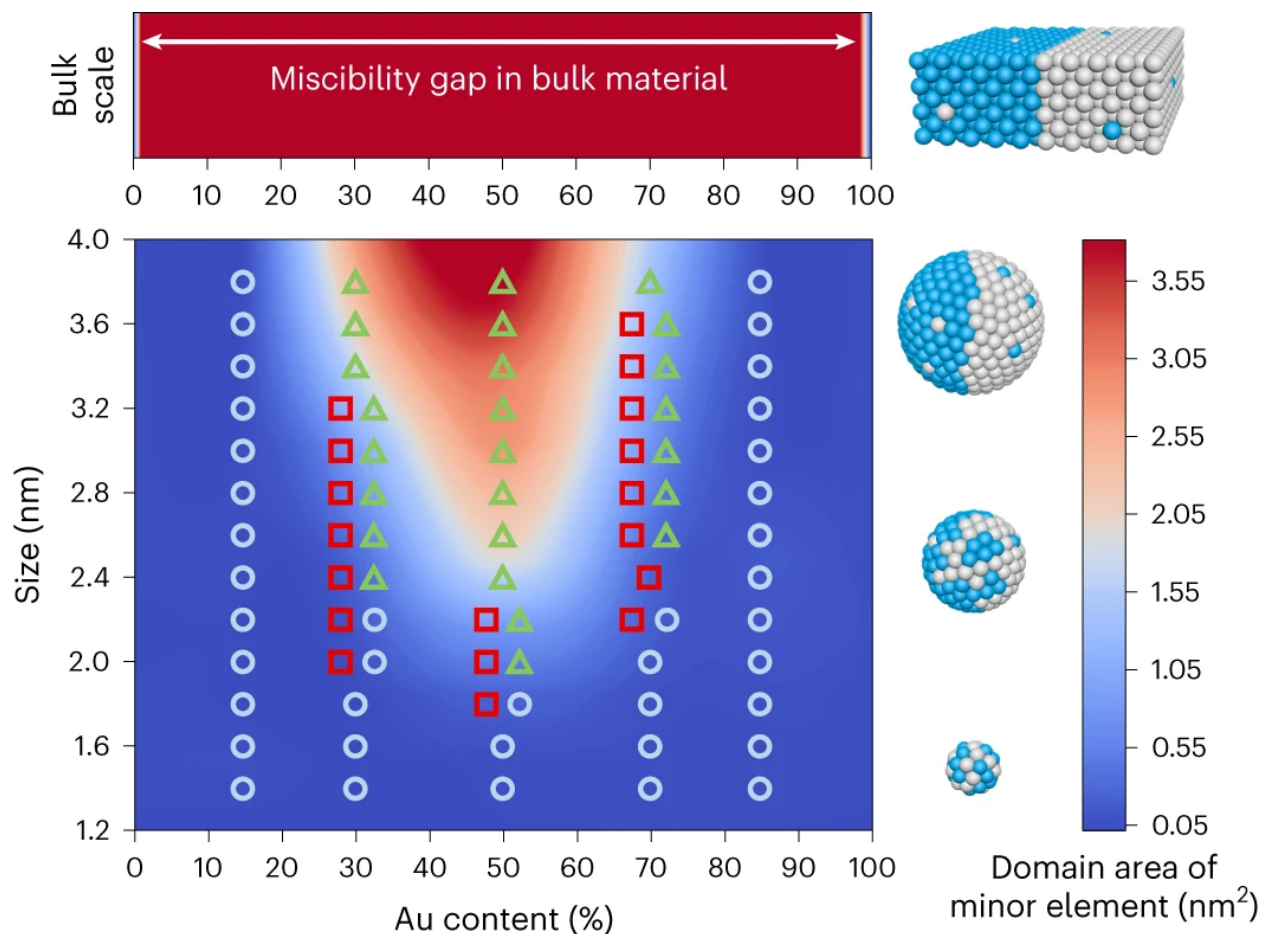 Bulk
scale
Miscibility gap in bulk material
0 10 20 30 40 50 60 70 80 90 100
Size (nm)
4.0
3.6
3.2
2.8
2.4
2.0
1.6
1.2
0 10 20 30 40 50 60 70 80 90 100
Au content (%)
3.55
3.05
2.55
2.05
1.55
1.05
0.55
0.05
Domain area of
minor element (nm²)